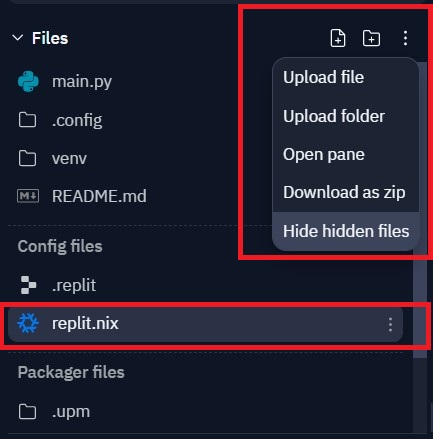 Files
Upload file
main.py
Upload folder
.config
Open pane
venv
Download as zip
README.md
Hide hidden files
Config files
.replit
replit.nix
Packager files
.upm